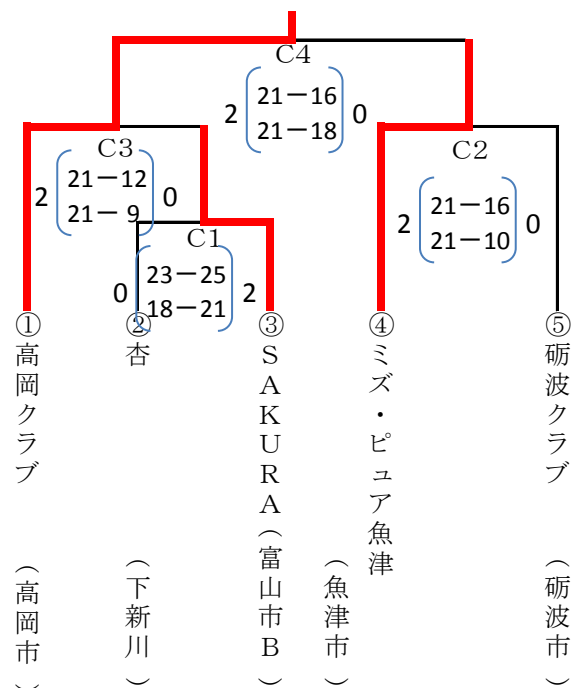 C4
2 21－16 0
21－18
C3
2 21－12 0
21－ 9
C2
2 21－16 0
21－10
C1
0 23－25 2
18－21
①高岡クラブ（高岡市）
②杏（下新川）
③SAKURA（富山市B）
④ミズ・ピュア魚津（魚津市）
⑤砺波クラブ（砺波市）